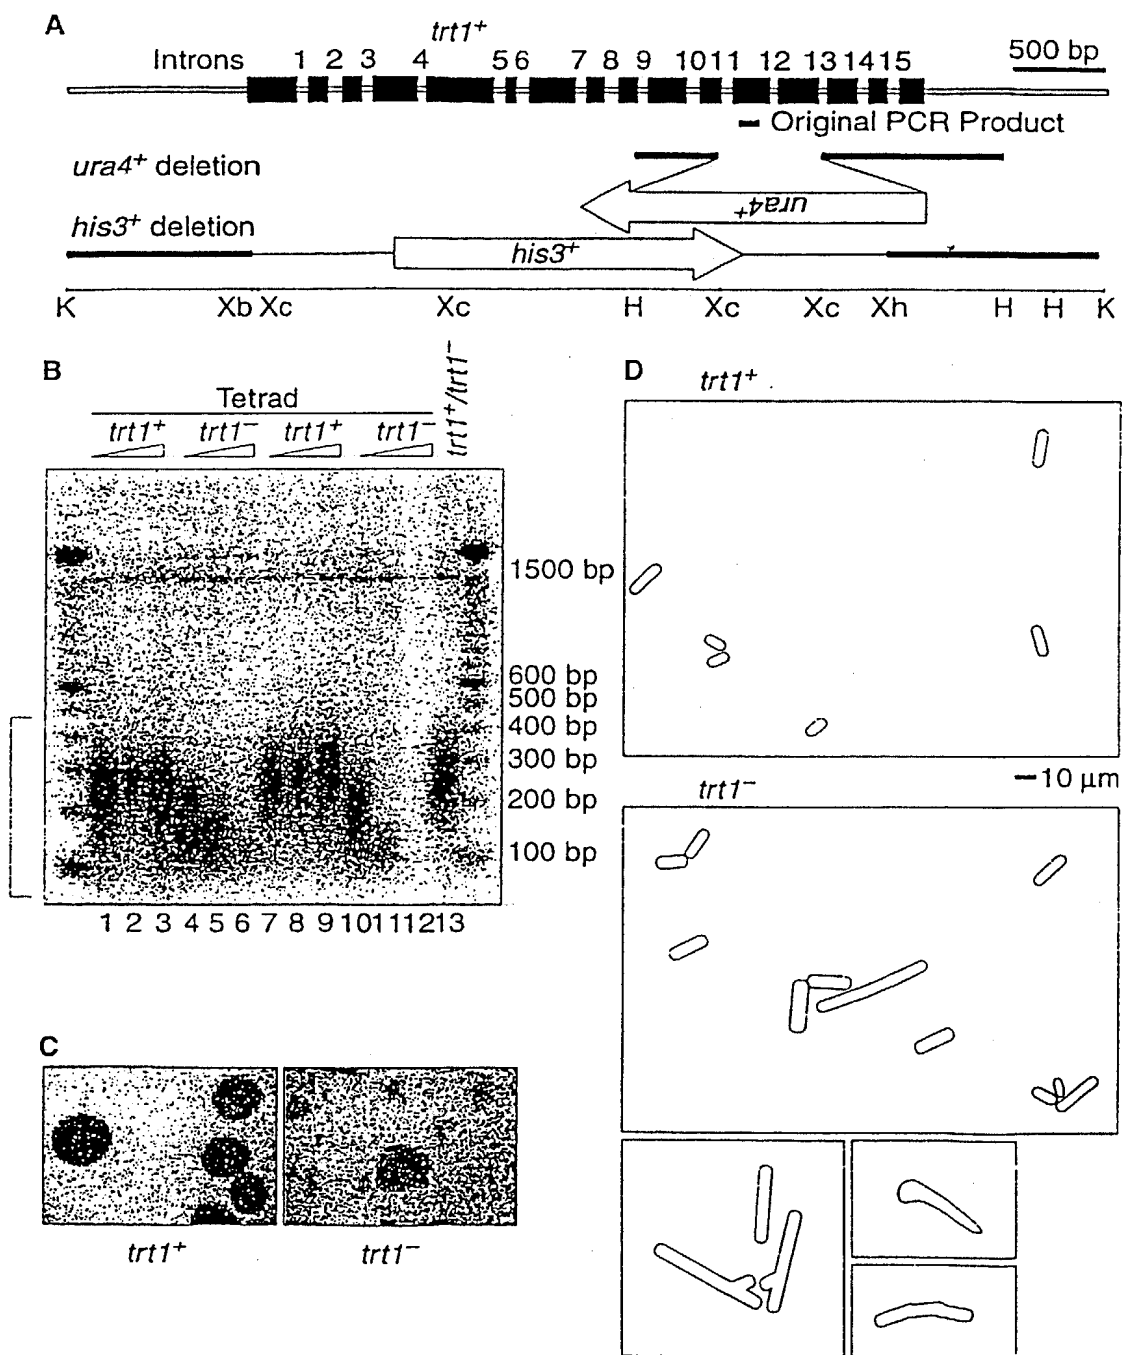 A
trt1+
Introns 1 2 3 4 5 6 7 8 9 10 11 12 13 14 15
500 bp
Original PCR Product
ura4+ deletion
ura4+
his3+ deletion
his3+
K Xb Xc Xc H Xc Xc Xh H H K
B
Tetrad
trt1+ trt1− trt1+ trt1− trt1+/trt1−
1500 bp
600 bp
500 bp
400 bp
300 bp
200 bp
100 bp
1 2 3 4 5 6 7 8 9 10 11 12 13
C
trt1+ trt1−
D
trt1+
10 µm
trt1−